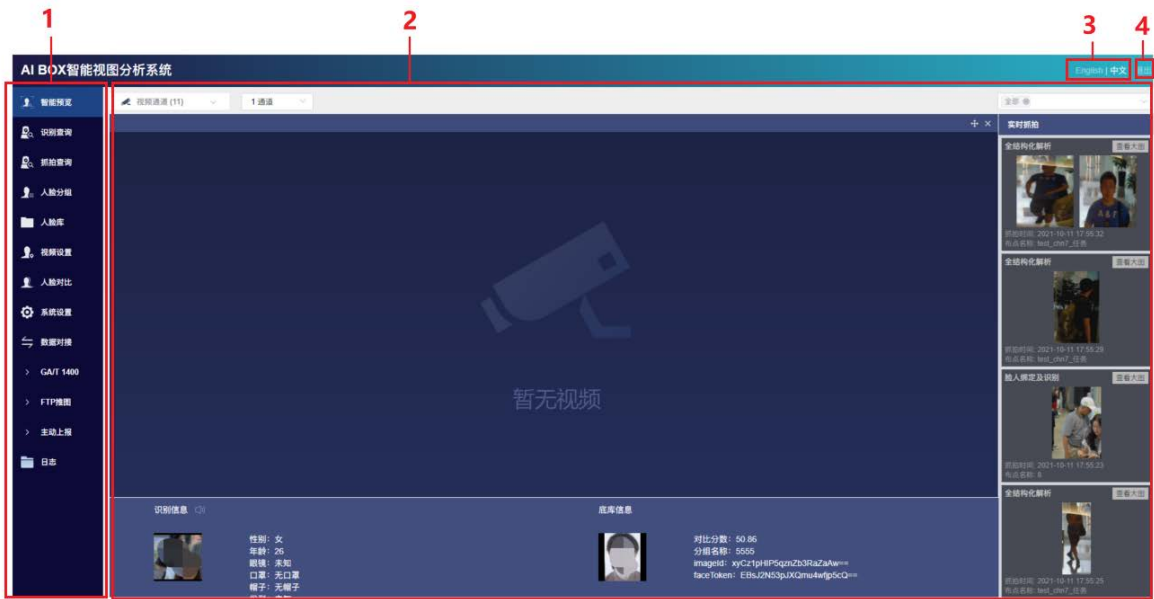 1
2
3
4
AI BOX智能视图分析系统
English | 中文
智能预览
识别查询
抓拍查询
人脸分组
人脸库
视频设置
人脸对比
系统设置
数据对接
GA/T 1400
FTP推图
主动上报
日志
视频通道 (11)
1 通道
全部
暂无视频
识别信息
性别：女
年龄：26
眼镜：未知
口罩：无口罩
帽子：无帽子
底库信息
对比分数：50.86
分组名称：5555
imageId：xyCz1pHIP5qznZb3RaZaAw==
faceToken：EBsJ2N53pJXQmu4wfjp5cQ==
实时抓拍
全结构化解析
查看大图
抓拍时间: 2021-10-11 17:55:32
布点名称: test_chn7_任务
全结构化解析
查看大图
抓拍时间: 2021-10-11 17:55:29
布点名称: test_chn7_任务
脸人绑定及识别
查看大图
抓拍时间: 2021-10-11 17:55:23
布点名称: 8
全结构化解析
查看大图
抓拍时间: 2021-10-11 17:55:25
布点名称: test_chn7_任务